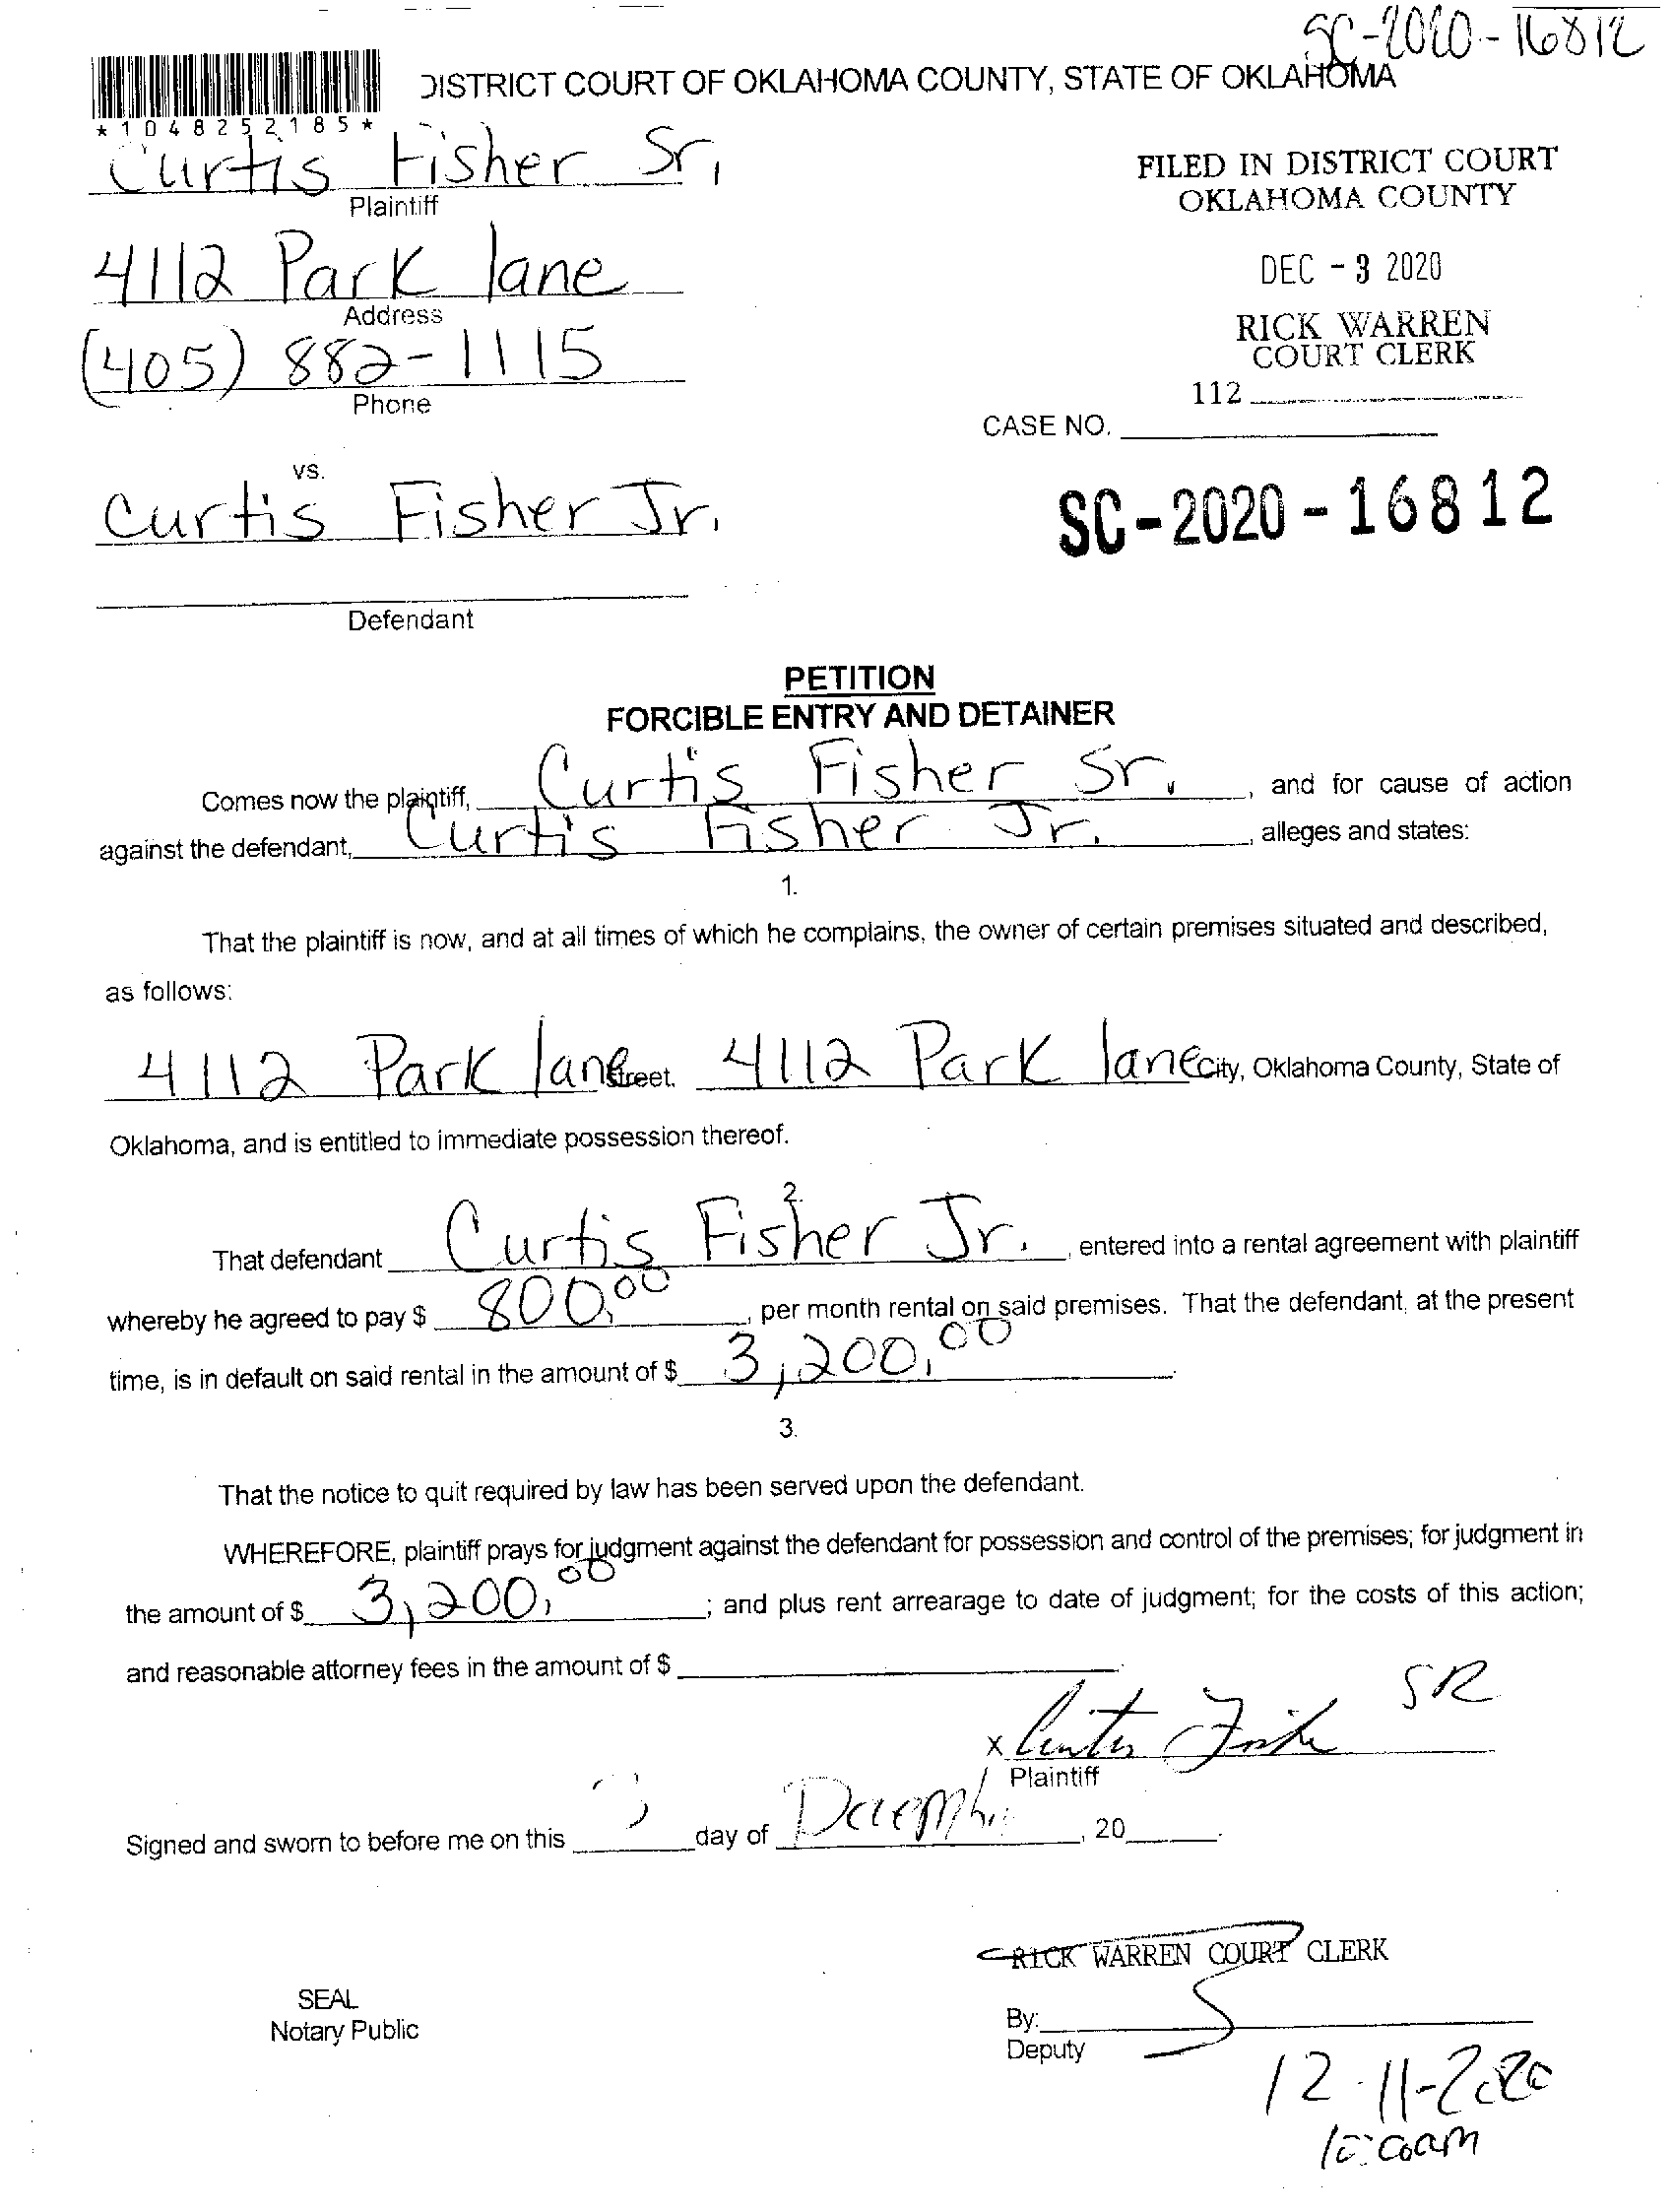 SC-2020-16812
DISTRICT COURT OF OKLAHOMA COUNTY, STATE OF OKLAHOMA
*1048252185*
Curtis Fisher Sr.
Plaintiff
4112 Park lane
Address
(405) 882-1115
Phone
FILED IN DISTRICT COURT
OKLAHOMA COUNTY
DEC - 3 2020
RICK WARREN
COURT CLERK
112
CASE NO.
vs.
Curtis Fisher Jr.
SC-2020-16812
Defendant
PETITION
FORCIBLE ENTRY AND DETAINER
Comes now the plaintiff, Curtis Fisher Sr., and for cause of action
against the defendant, Curtis Fisher Jr., alleges and states:
1.
That the plaintiff is now, and at all times of which he complains, the owner of certain premises situated and described,
as follows:
4112 Park lane Street. 4112 Park lane City, Oklahoma County, State of
Oklahoma, and is entitled to immediate possession thereof.
2.
That defendant Curtis Fisher Jr., entered into a rental agreement with plaintiff
whereby he agreed to pay $ 800.00, per month rental on said premises. That the defendant, at the present
time, is in default on said rental in the amount of $ 3,200.00.
3.
That the notice to quit required by law has been served upon the defendant.
WHEREFORE, plaintiff prays for judgment against the defendant for possession and control of the premises; for judgment in
the amount of $ 3,200.00; and plus rent arrearage to date of judgment; for the costs of this action;
and reasonable attorney fees in the amount of $
x Curtis Fisher SR
Plaintiff
Signed and sworn to before me on this day of December, 20
RICK WARREN COURT CLERK
SEAL
Notary Public
By:
Deputy
12-11-2020
10:00am